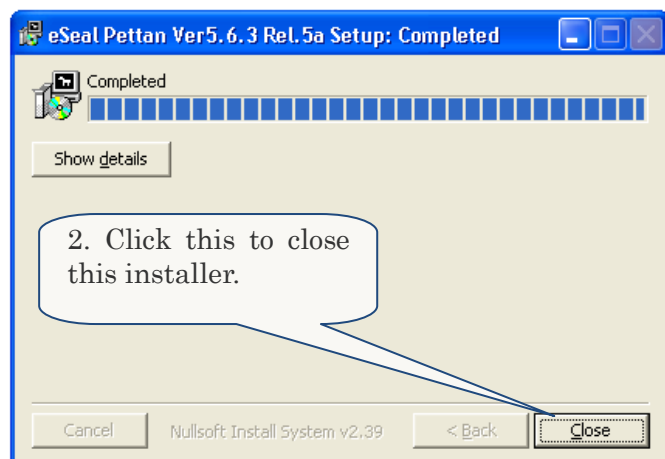 eSeal Pettan Ver5.6.3 Rel.5a Setup: Completed
Completed
Show details
2. Click this to close
this installer.
Cancel
Nullsoft Install System v2.39
< Back
Close